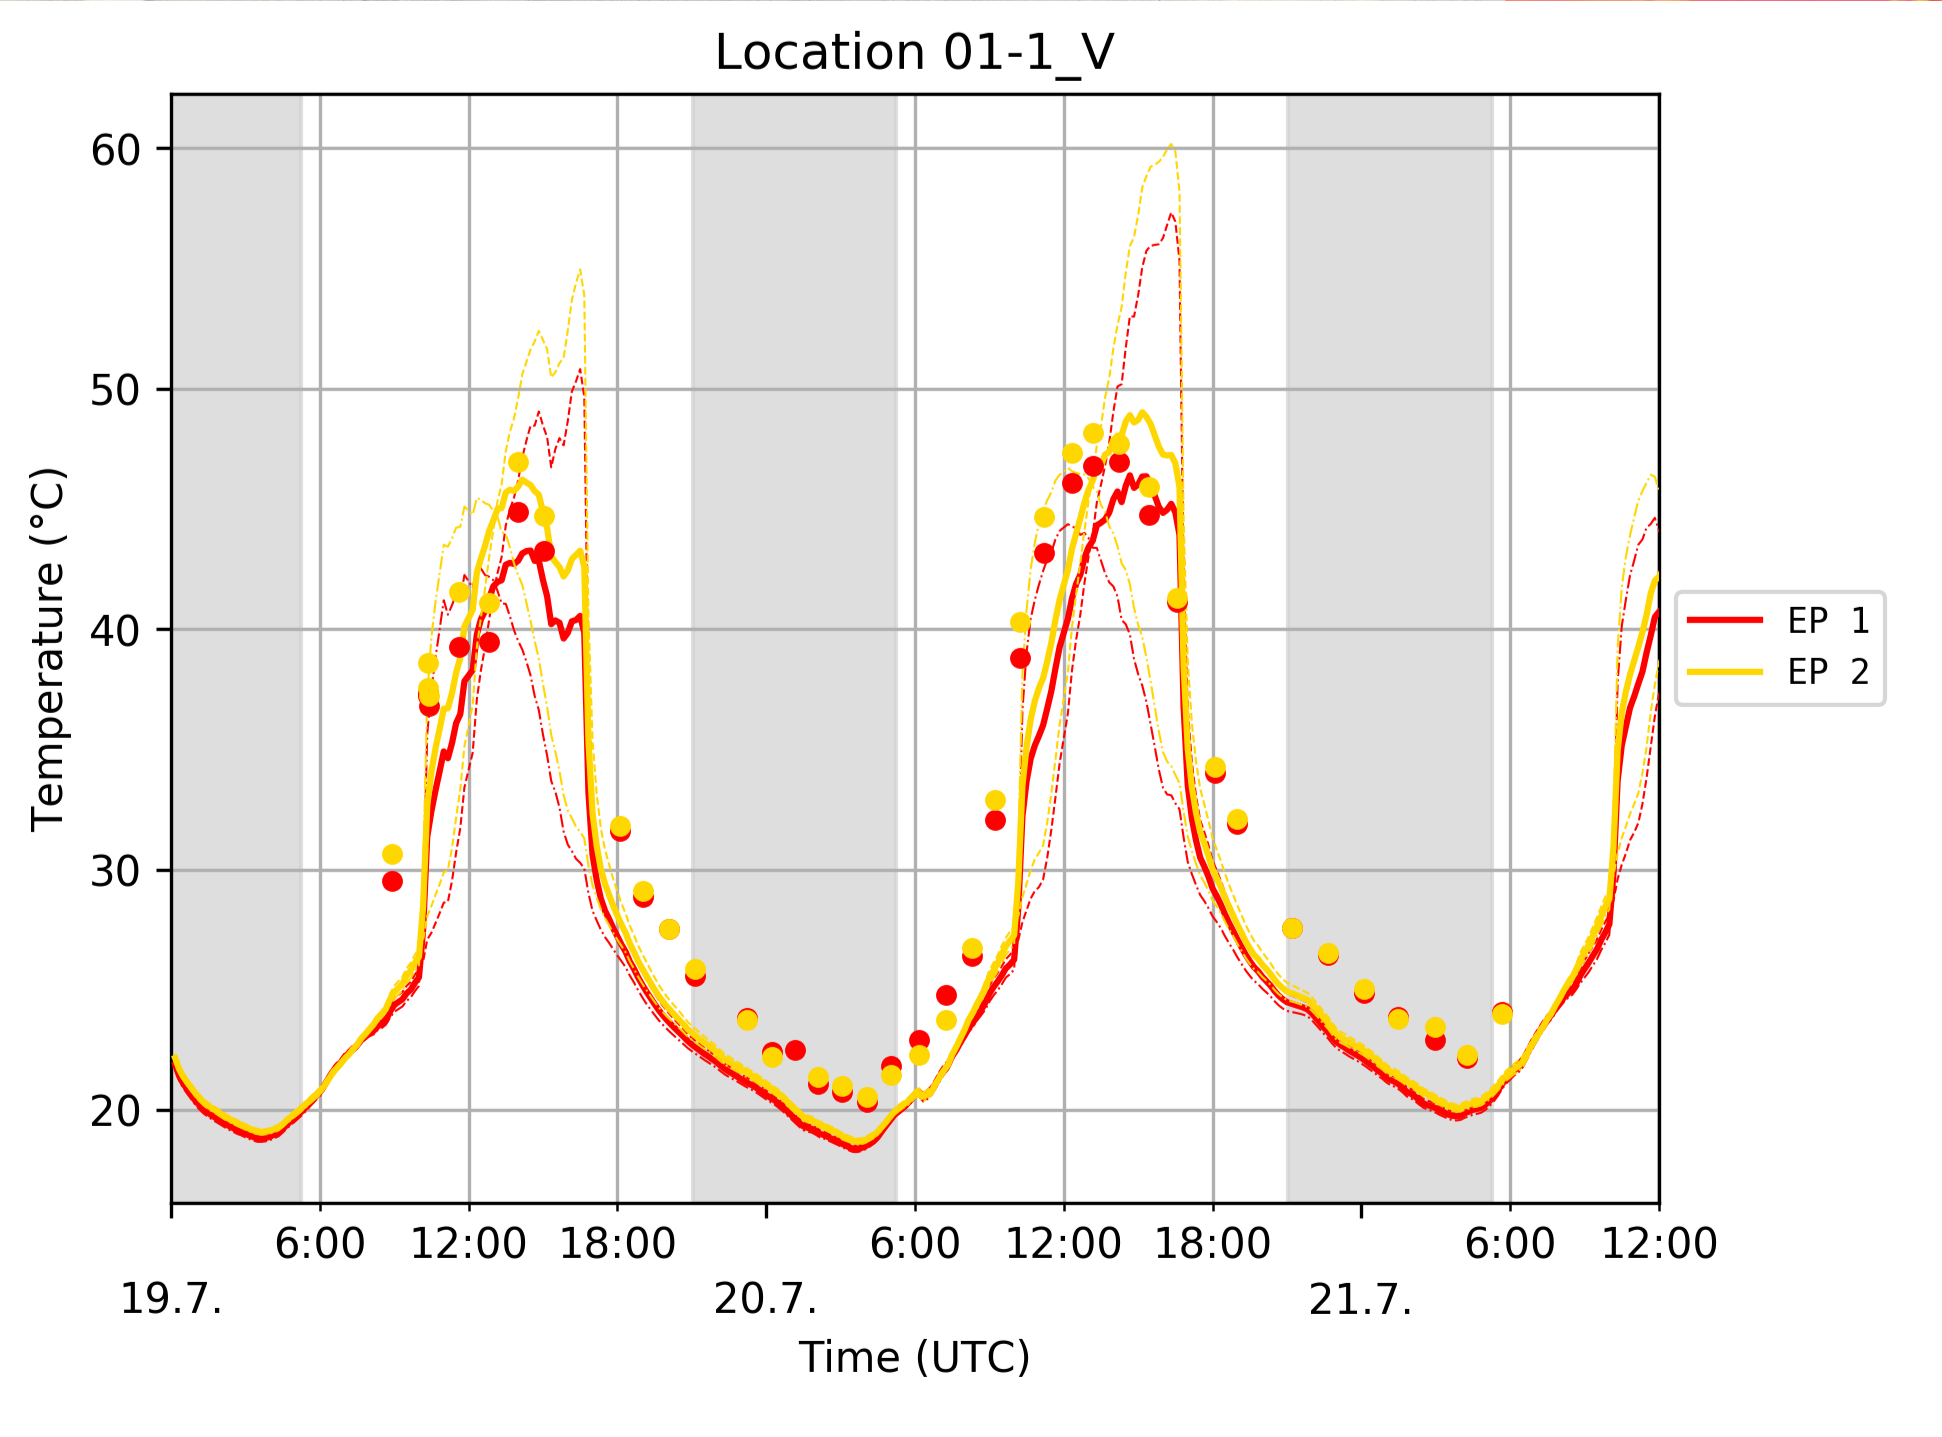 Location 01-1_V
60
50
40
30
20
Temperature (°C)
6:00 12:00 18:00 6:00 12:00 18:00 6:00 12:00
19.7. 20.7. 21.7.
Time (UTC)
EP 1
EP 2